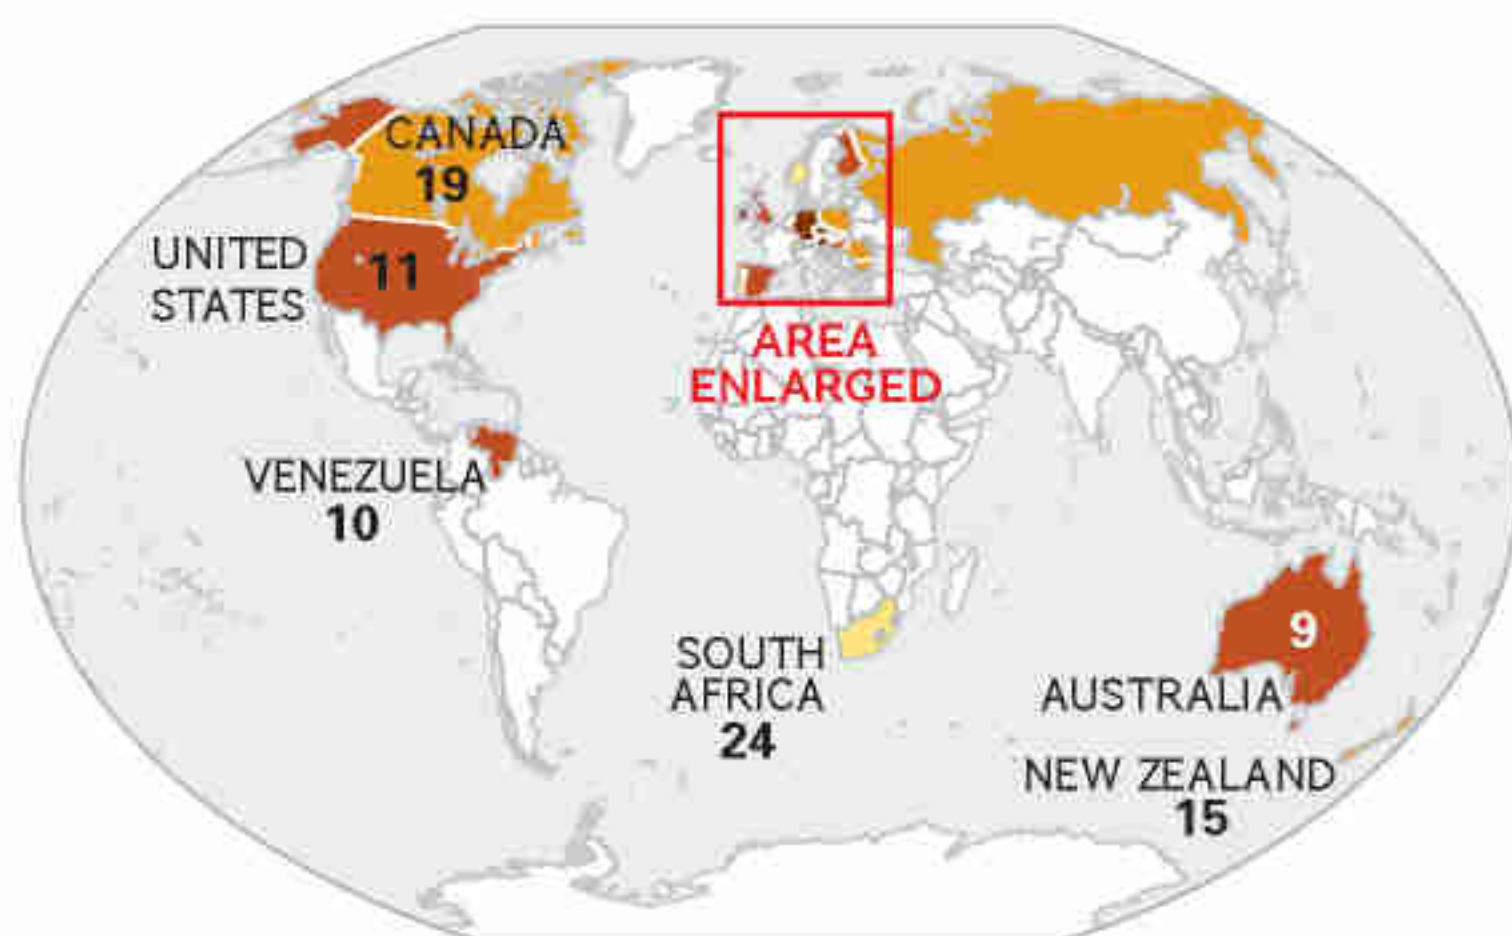 CANADA
19
UNITED
STATES
11
AREA
ENLARGED
VENEZUELA
10
SOUTH
AFRICA
24
9
AUSTRALIA
NEW ZEALAND
15